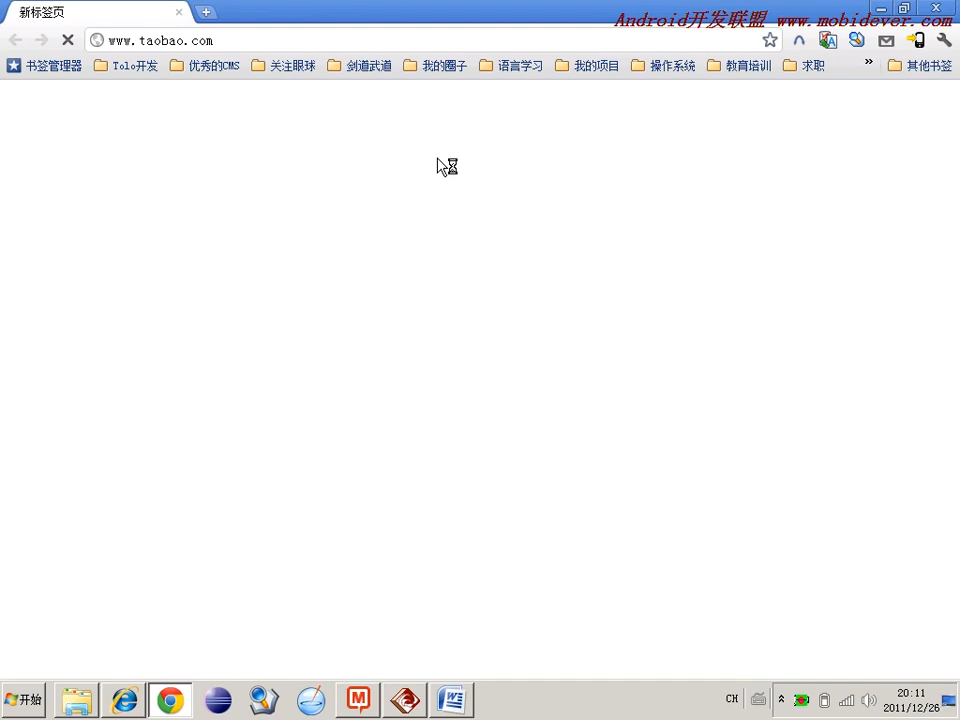 新标签页
Android开发联盟 www.mobidever.com
www.taobao.com
书签管理器 Tolo开发 优秀的CMS 关注眼球 剑道武道 我的圈子 语言学习 我的项目 操作系统 教育培训 求职 » 其他书签
开始 CH 20:11
2011/12/26